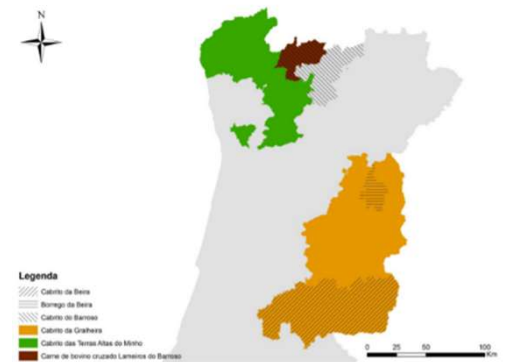 N
Legenda
Cabrito da Beira
Borrego da Beira
Cabrito do Barroso
Cabrito da Gralheira
Cabrito das Terras Altas do Minho
Carne de bovino cruzado Lameiros do Barroso
0 25 50 100
Km